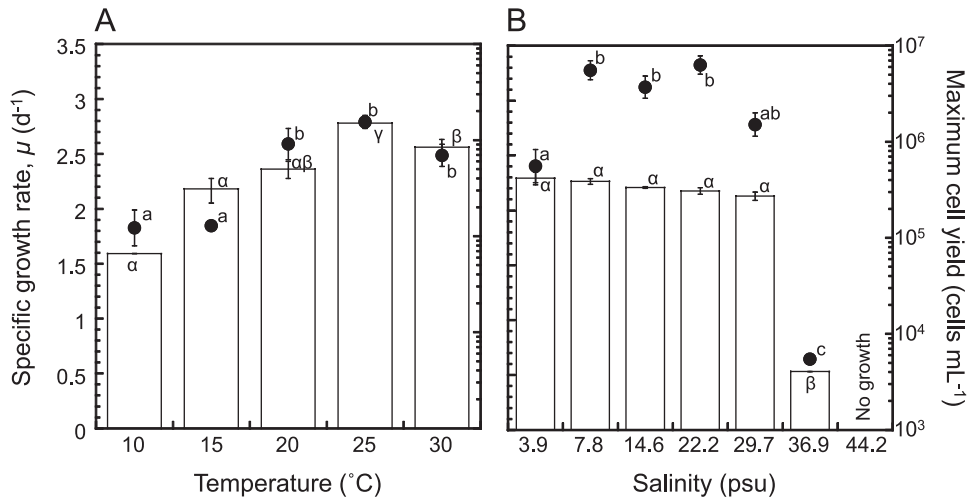 A
B
3.5
3
2.5
2
1.5
1
0.5
0
Specific growth rate, μ (d⁻¹)
a
α
α
a
b
αβ
b
γ
β
b
10 15 20 25 30
Temperature (˚C)
a
α
b
α
b
α
b
α
ab
α
c
β
No growth
3.9 7.8 14.6 22.2 29.7 36.9 44.2
Salinity (psu)
10⁷
10⁶
10⁵
10⁴
10³
Maximum cell yield (cells mL⁻¹)